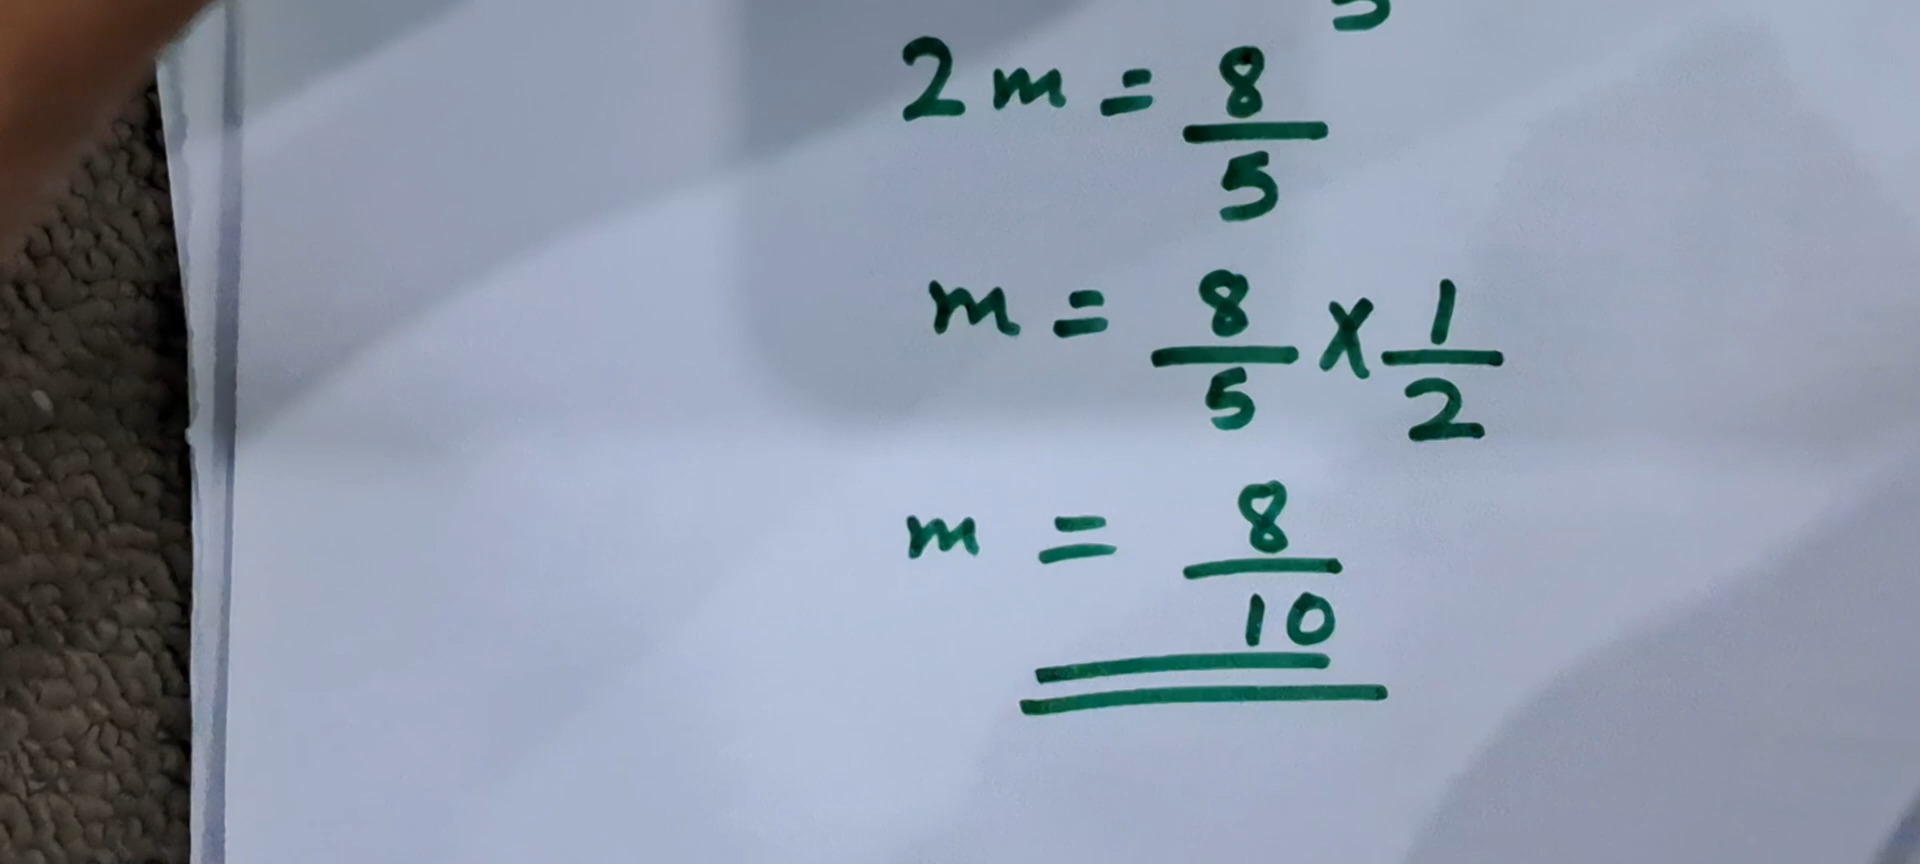 2m = 8/5
m = 8/5 x 1/2
m = 8/10